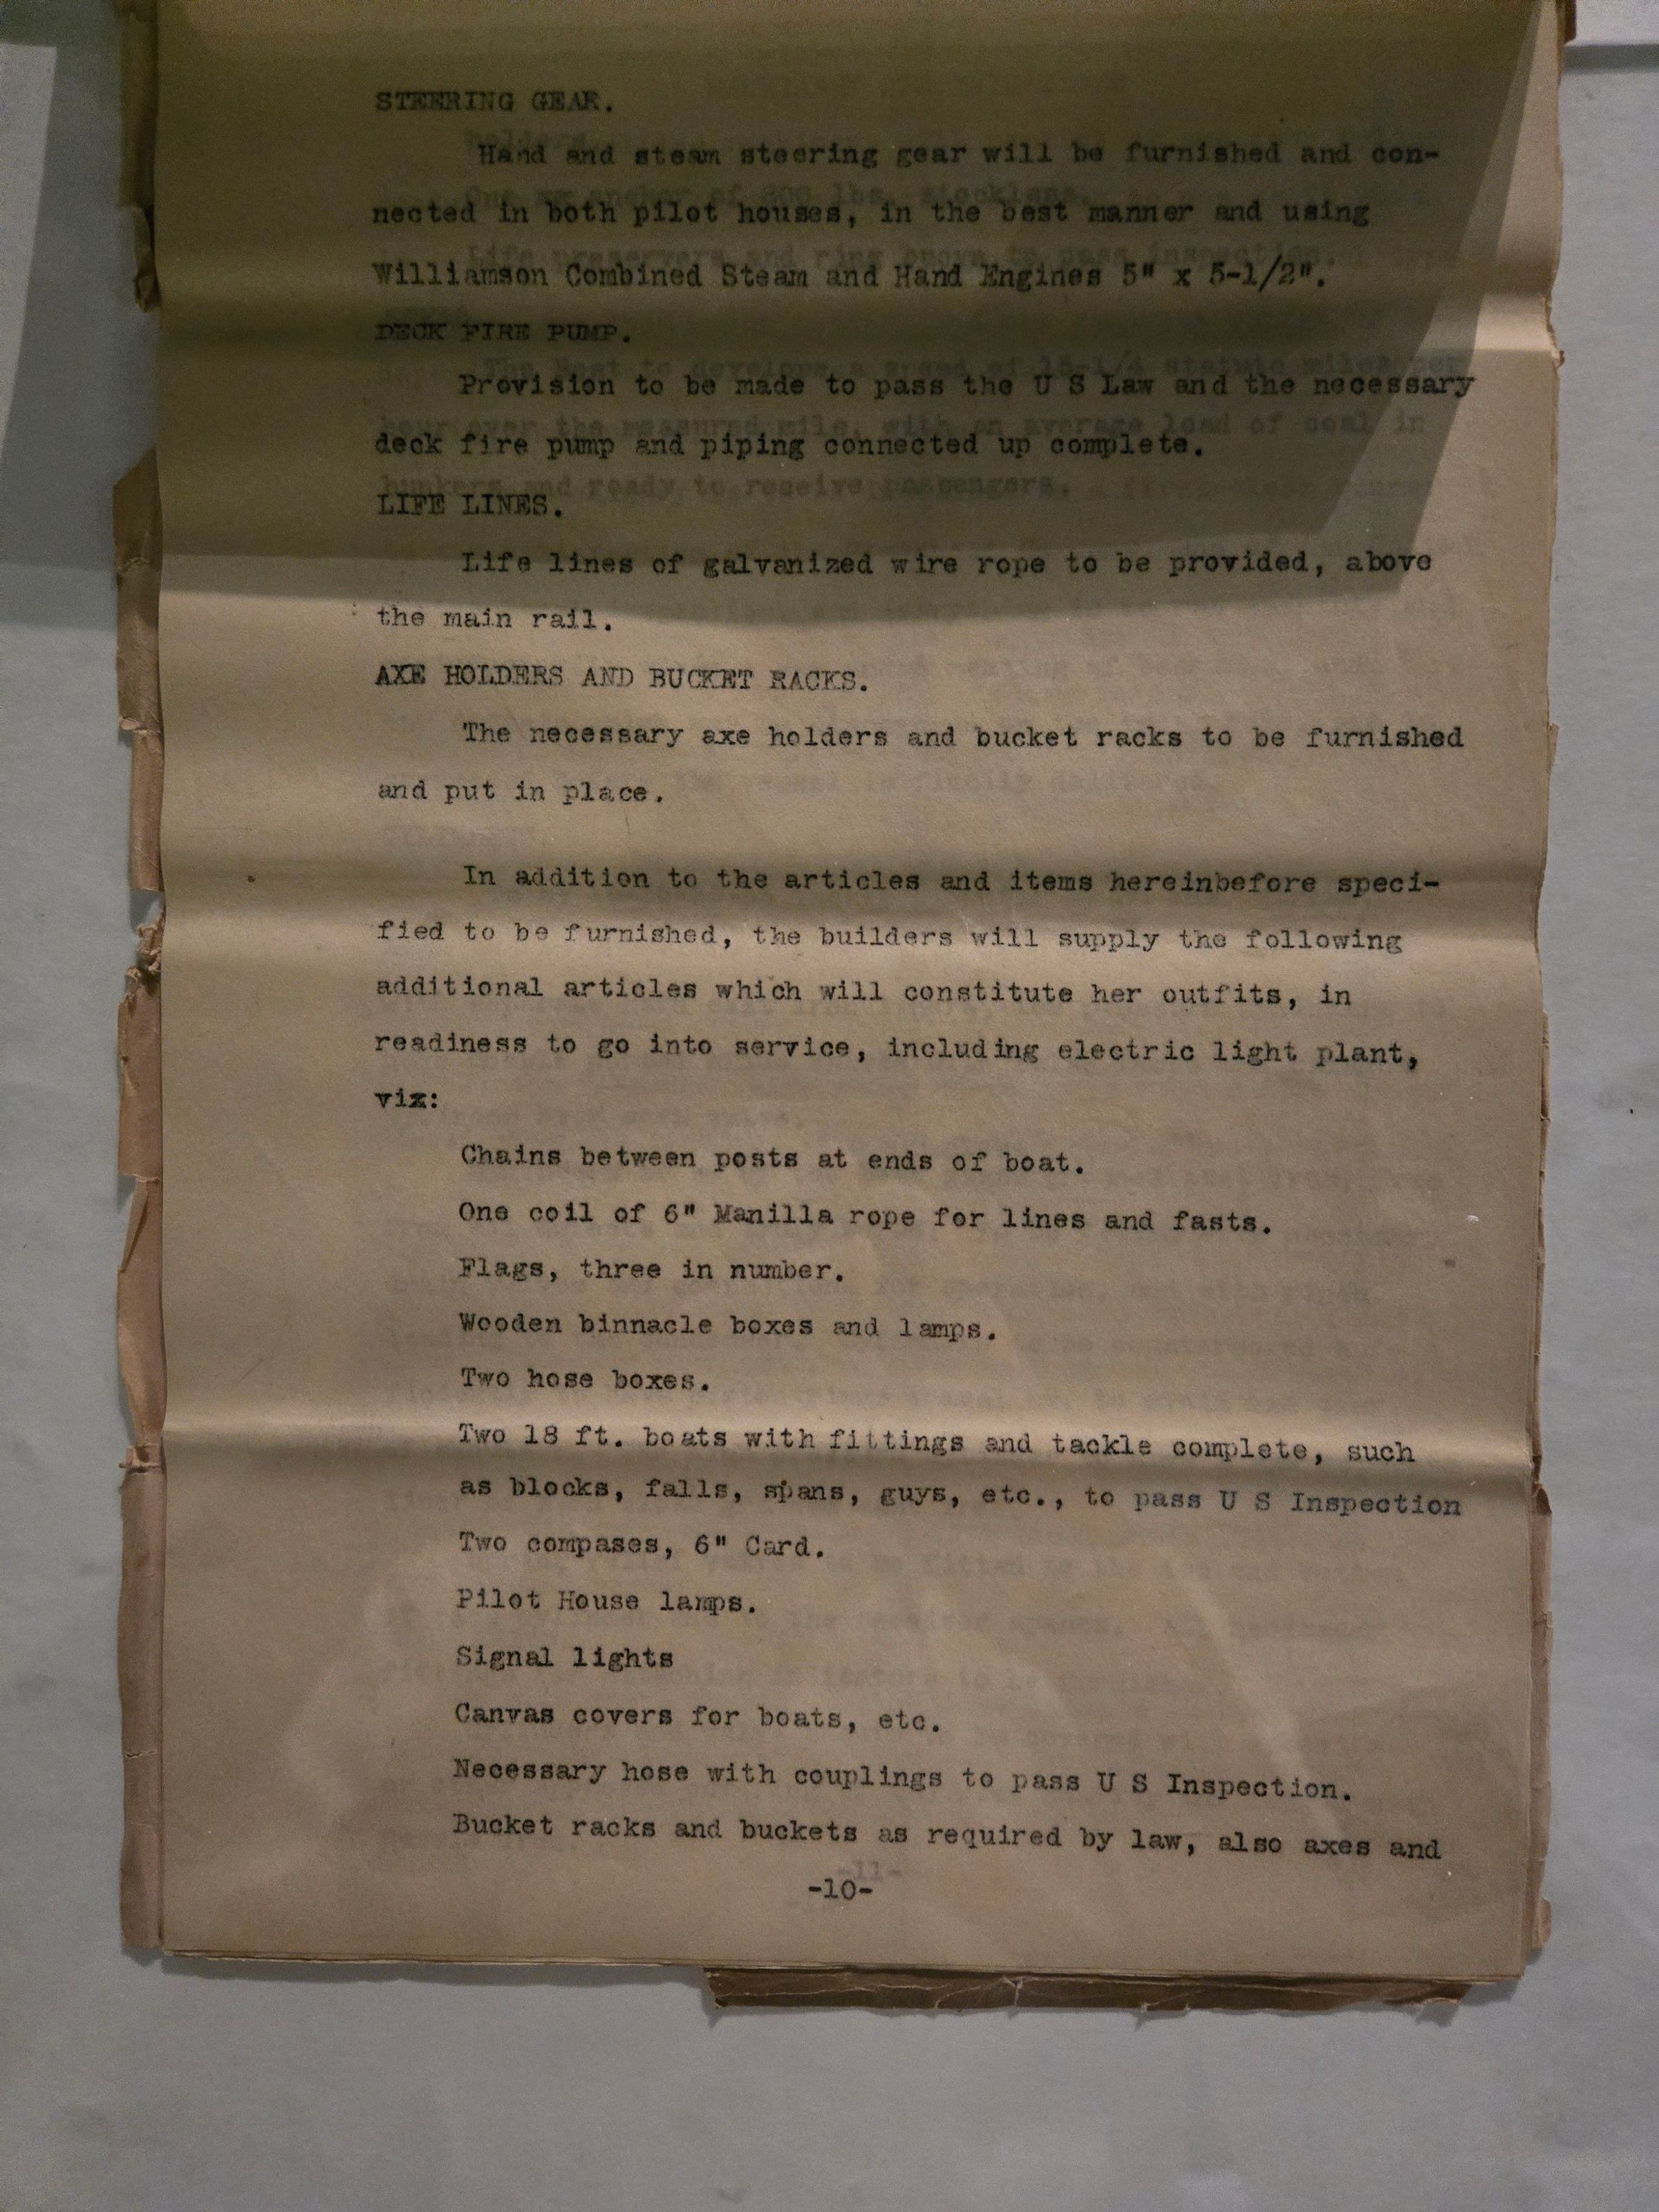 STEERING GEAR.
Hand and steam steering gear will be furnished and con-
nected in both pilot houses, in the best manner and using
Williamson Combined Steam and Hand Engines 5" x 5-1/2".
DECK FIRE PUMP.
Provision to be made to pass the U S Law and the necessary
deck fire pump and piping connected up complete.
LIFE LINES.
Life lines of galvanized wire rope to be provided, above
the main rail.
AXE HOLDERS AND BUCKET RACKS.
The necessary axe holders and bucket racks to be furnished
and put in place.
In addition to the articles and items hereinbefore speci-
fied to be furnished, the builders will supply the following
additional articles which will constitute her outfits, in
readiness to go into service, including electric light plant,
viz:
Chains between posts at ends of boat.
One coil of 6" Manilla rope for lines and fasts.
Flags, three in number.
Wooden binnacle boxes and lamps.
Two hose boxes.
Two 18 ft. boats with fittings and tackle complete, such
as blocks, falls, spans, guys, etc., to pass U S Inspection
Two compases, 6" Card.
Pilot House lamps.
Signal lights
Canvas covers for boats, etc.
Necessary hose with couplings to pass U S Inspection.
Bucket racks and buckets as required by law, also axes and
-10-